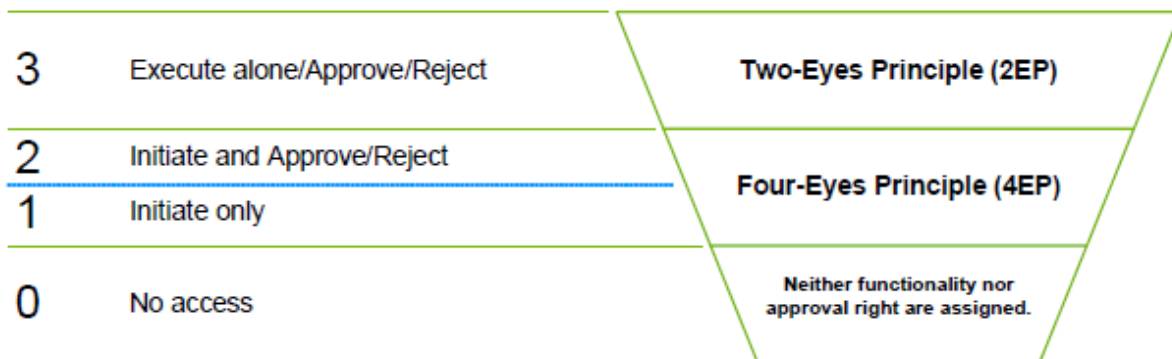 3 Execute alone/Approve/Reject Two-Eyes Principle (2EP)
2 Initiate and Approve/Reject
Four-Eyes Principle (4EP)
1 Initiate only
0 No access
Neither functionality nor
approval right are assigned.